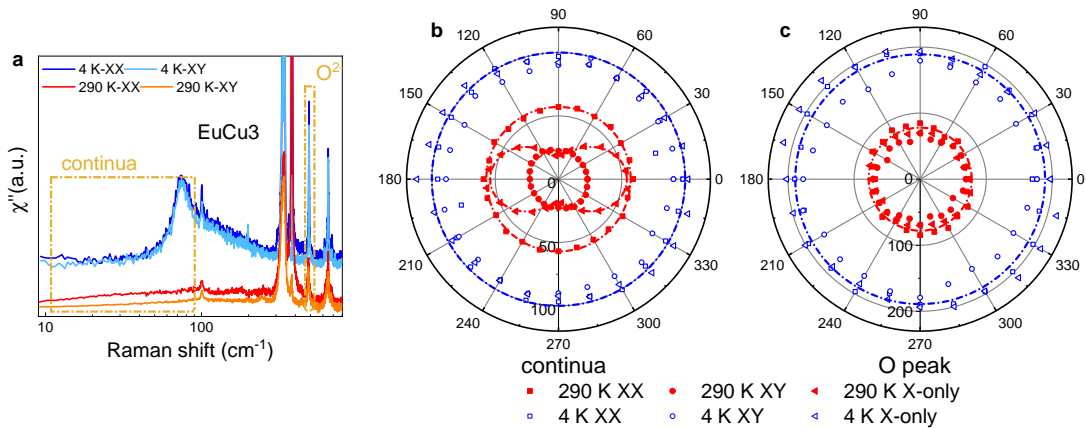 a
4 K-XX 4 K-XY
290 K-XX 290 K-XY
O²⁻
EuCu3
continua
χ''(a.u.)
10 100
Raman shift (cm⁻¹)
b
90
120 60
150 30
180 0 0
210 330
240 300
270
50
100
continua
c
90
120 60
150 30
180 0 0
210 330
240 300
270
100
200
O peak
290 K XX 290 K XY 290 K X-only
4 K XX 4 K XY 4 K X-only